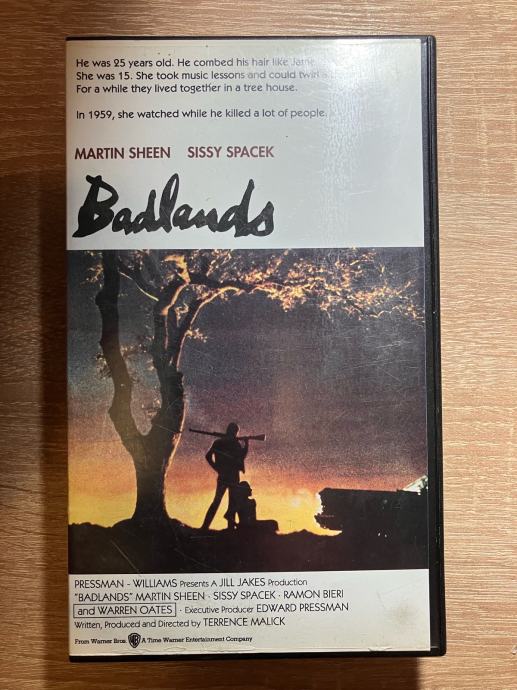 He was 25 years old. He combed his hair like
She was 15. She took music lessons and could twirl a
For a while they lived together in a tree house.
In 1959, she watched while he killed a lot of people.
MARTIN SHEEN SISSY SPACEK
Badlands
PRESSMAN - WILLIAMS Presents A JILL JAKES Production
"BADLANDS" MARTIN SHEEN · SISSY SPACEK · RAMON BIERI
and WARREN OATES · Executive Producer EDWARD PRESSMAN
Written, Produced and Directed by TERRENCE MALICK
From Warner Bros. WB A Time Warner Entertainment Company